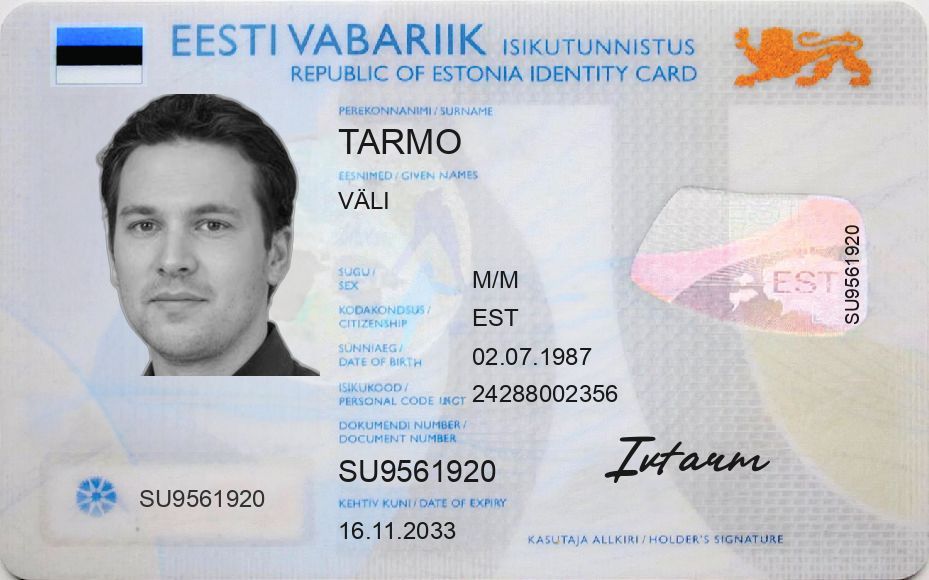 EESTI VABARIIK ISIKUTUNNISTUS
REPUBLIC OF ESTONIA IDENTITY CARD
PEREKONNANIMI / SURNAME
TARMO
EESNIMED / GIVEN NAMES
VÄLI
SUGU /
SEX
M/M
KODAKONDSUS /
CITIZENSHIP
EST
SÜNNIAEG /
DATE OF BIRTH
02.07.1987
ISIKUKOOD /
PERSONAL CODE
24288002356
DOKUMENDI NUMBER /
DOCUMENT NUMBER
SU9561920
KEHTIV KUNI / DATE OF EXPIRY
16.11.2033
SU9561920
EST
SU9561920
KASUTAJA ALLKIRI / HOLDER'S SIGNATURE